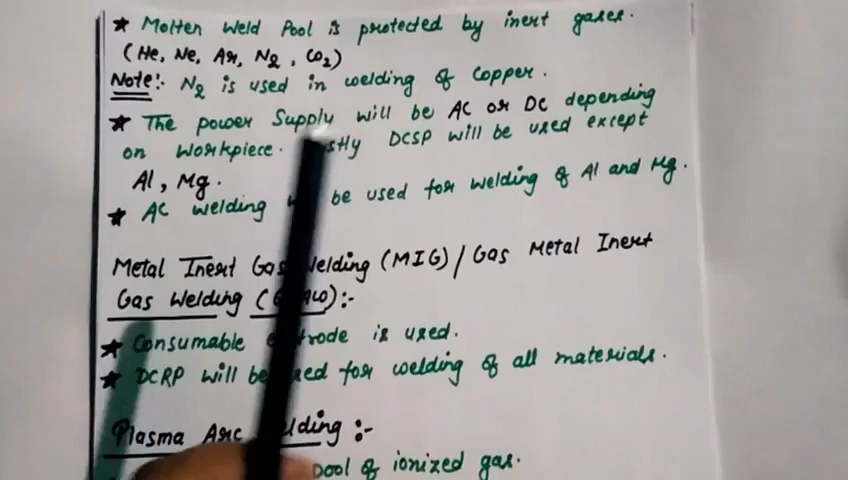 ★ Molten Weld Pool is protected by inert gases.
(He, Ne, Ar, N2, CO2)
Note:- N2 is used in welding of Copper.
★ The power Supply will be AC or DC depending
on Workpiece. DCSP will be used except
Al, Mg.
★ AC welding be used for welding of Al and Mg.
Metal Inert Gas Welding (MIG) / Gas Metal Inert
Gas Welding :-
★ Consumable is used.
★ DCRP will be for welding of all materials.
Plasma Arc :-
pool of ionized gas.